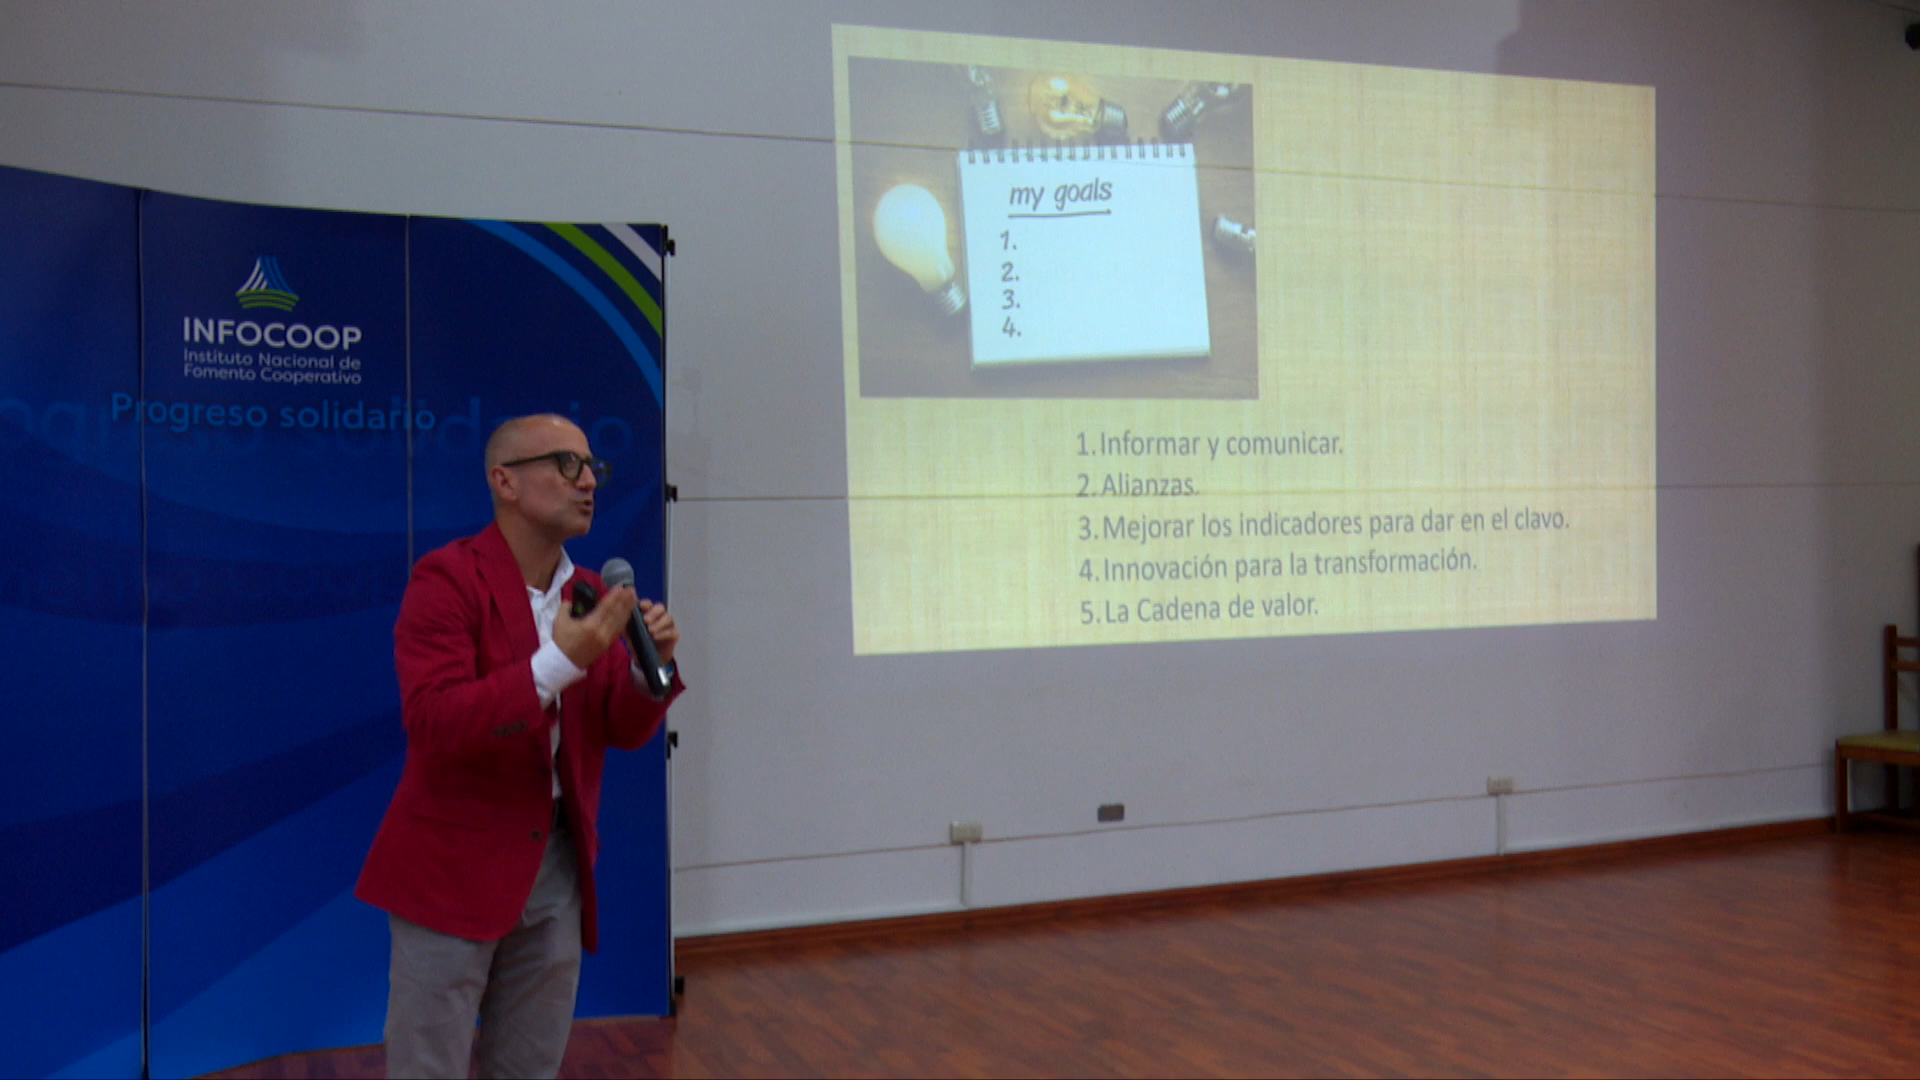 INFOCOOP
Instituto Nacional de
Fomento Cooperativo
Progreso solidario
my goals
1.
2.
3.
4.
1. Informar y comunicar.
2. Alianzas.
3. Mejorar los indicadores para dar en el clavo.
4. Innovación para la transformación.
5. La Cadena de valor.